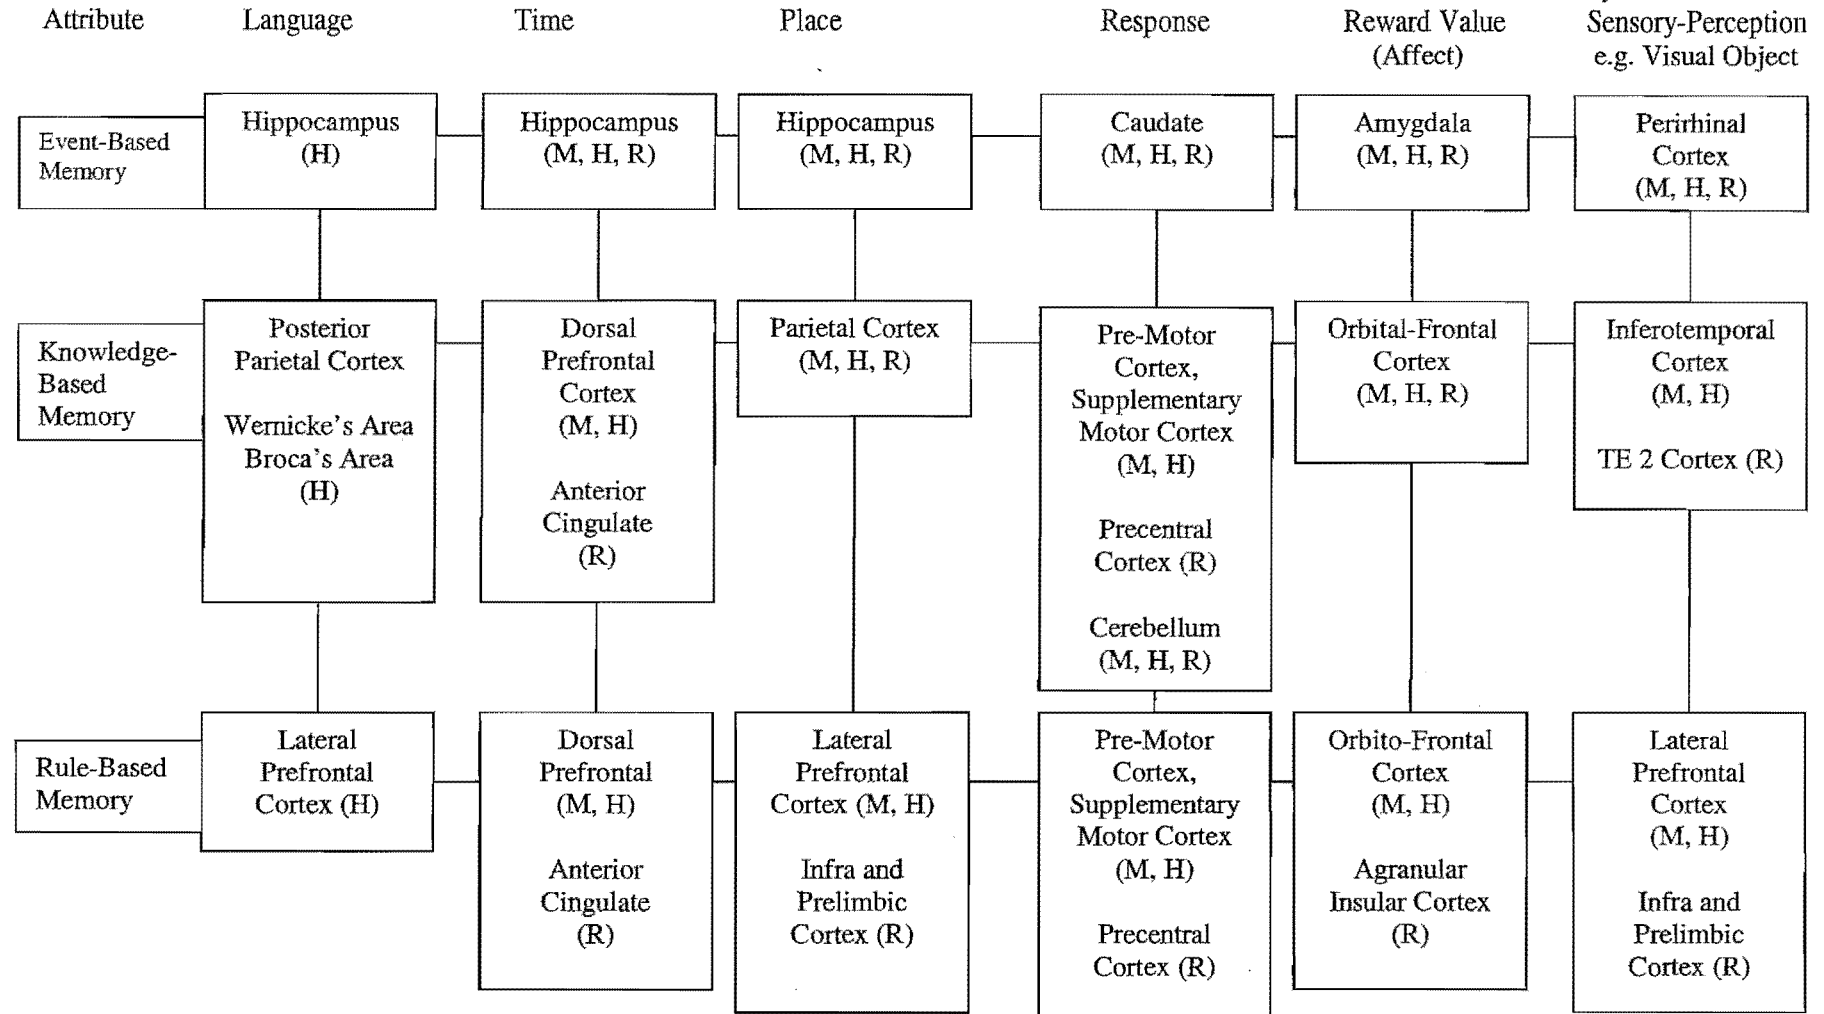 Attribute
Language
Time
Place
Response
Reward Value
(Affect)
Sensory-Perception
e.g. Visual Object
Event-Based
Memory
Hippocampus
(H)
Hippocampus
(M, H, R)
Hippocampus
(M, H, R)
Caudate
(M, H, R)
Amygdala
(M, H, R)
Perirhinal
Cortex
(M, H, R)
Knowledge-
Based
Memory
Posterior
Parietal Cortex
Wernicke's Area
Broca's Area
(H)
Dorsal
Prefrontal
Cortex
(M, H)
Anterior
Cingulate
(R)
Parietal Cortex
(M, H, R)
Pre-Motor
Cortex,
Supplementary
Motor Cortex
(M, H)
Precentral
Cortex (R)
Cerebellum
(M, H, R)
Orbital-Frontal
Cortex
(M, H, R)
Inferotemporal
Cortex
(M, H)
TE 2 Cortex (R)
Rule-Based
Memory
Lateral
Prefrontal
Cortex (H)
Dorsal
Prefrontal
(M, H)
Anterior
Cingulate
(R)
Lateral
Prefrontal
Cortex (M, H)
Infra and
Prelimbic
Cortex (R)
Pre-Motor
Cortex,
Supplementary
Motor Cortex
(M, H)
Precentral
Cortex (R)
Orbito-Frontal
Cortex
(M, H)
Agranular
Insular Cortex
(R)
Lateral
Prefrontal
Cortex
(M, H)
Infra and
Prelimbic
Cortex (R)